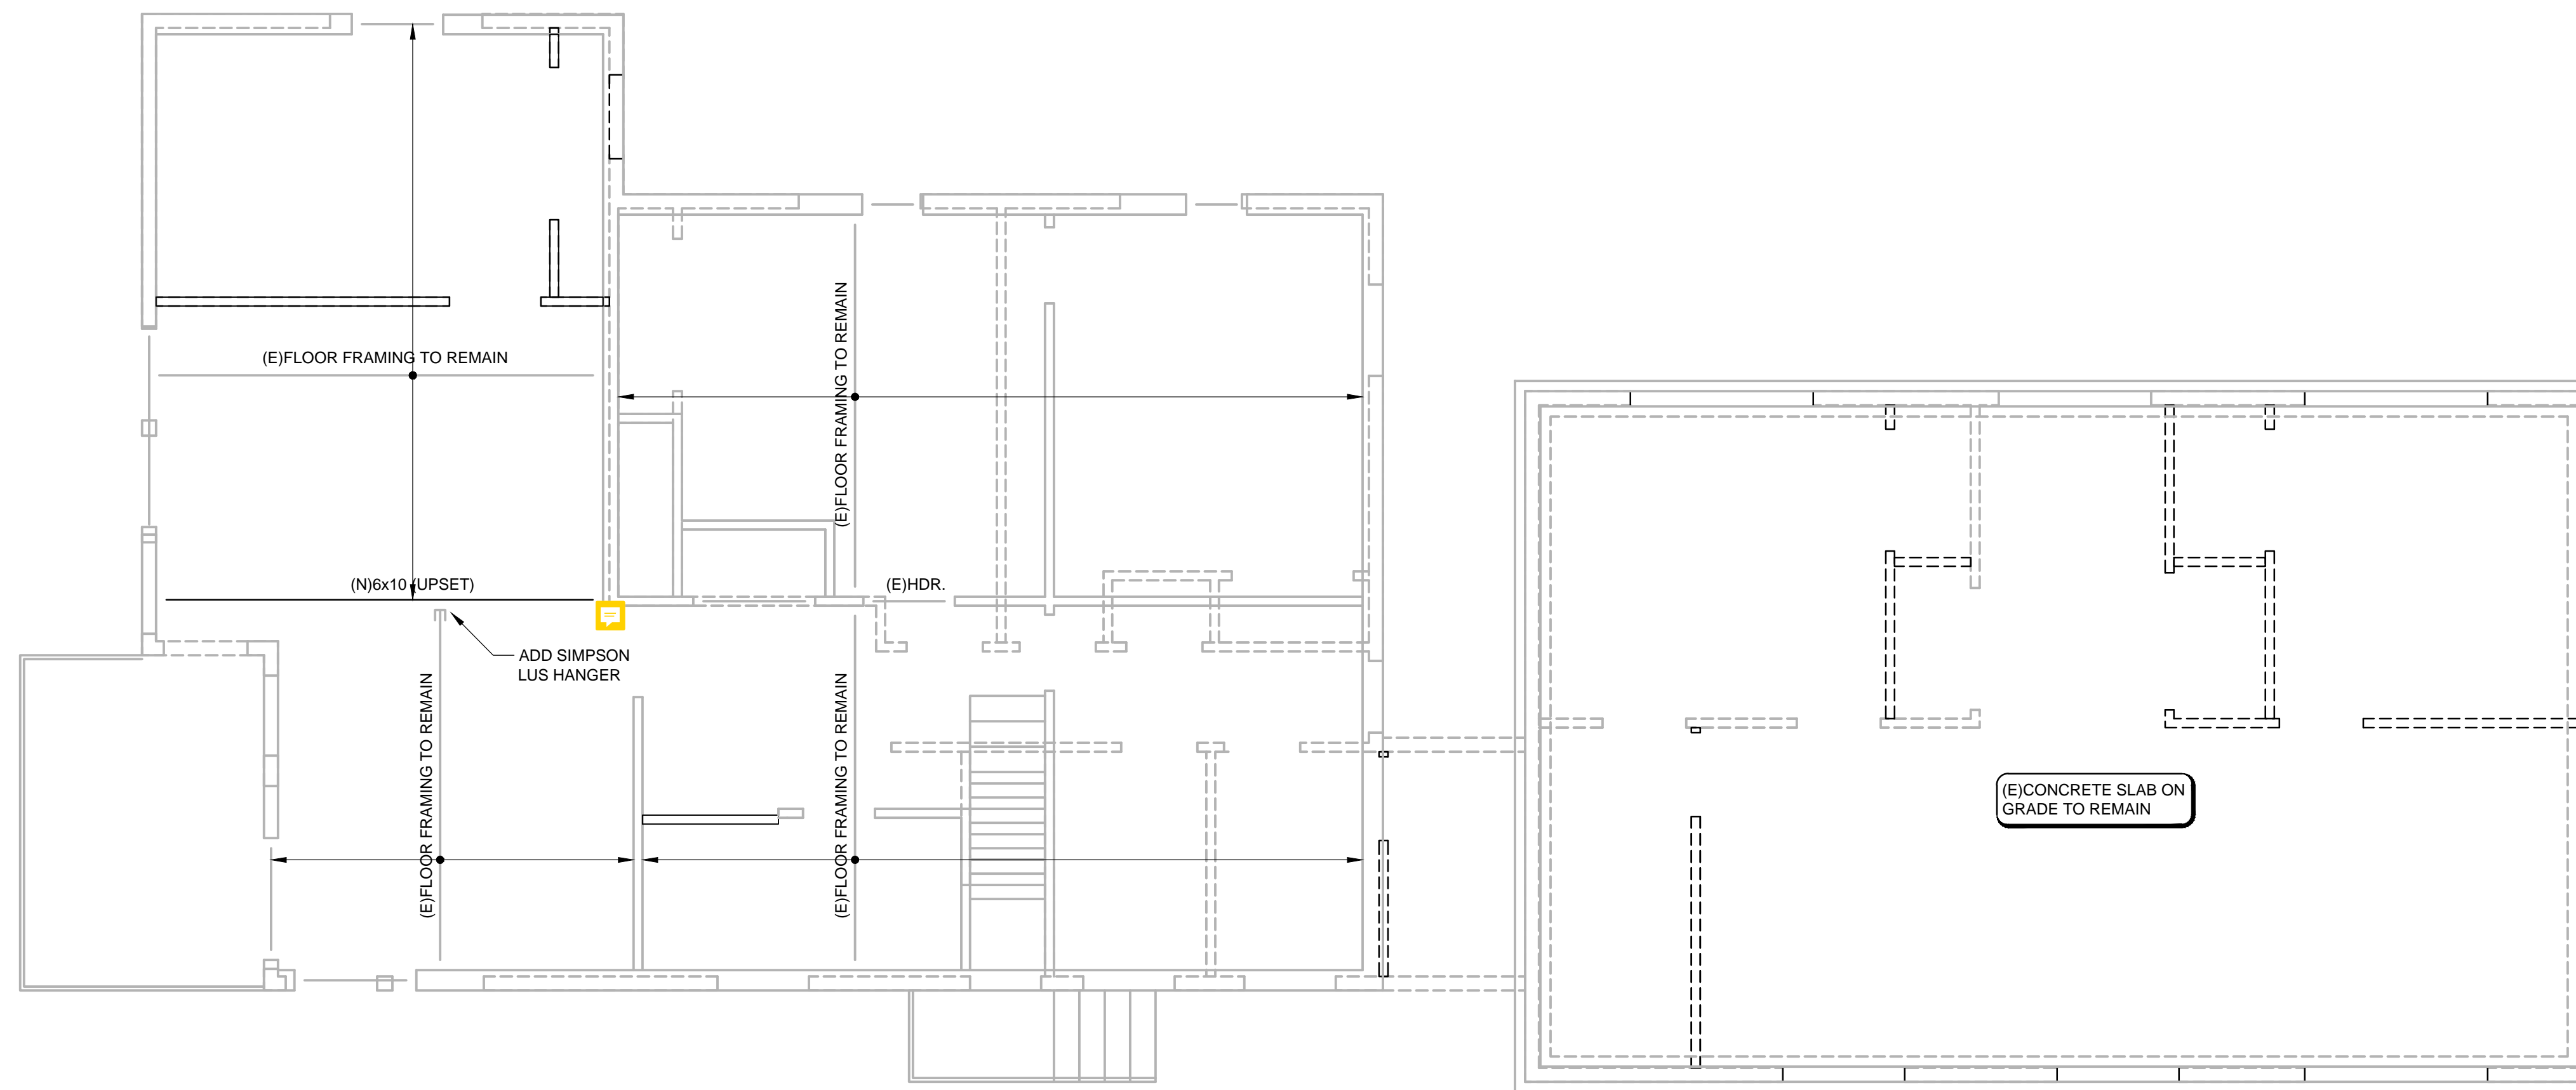 (E)FLOOR FRAMING TO REMAIN
(E)FLOOR FRAMING TO REMAIN
(N)6x10 (UPSET)
(E)HDR.
ADD SIMPSON
LUS HANGER
(E)FLOOR FRAMING TO REMAIN
(E)FLOOR FRAMING TO REMAIN
(E)CONCRETE SLAB ON
GRADE TO REMAIN